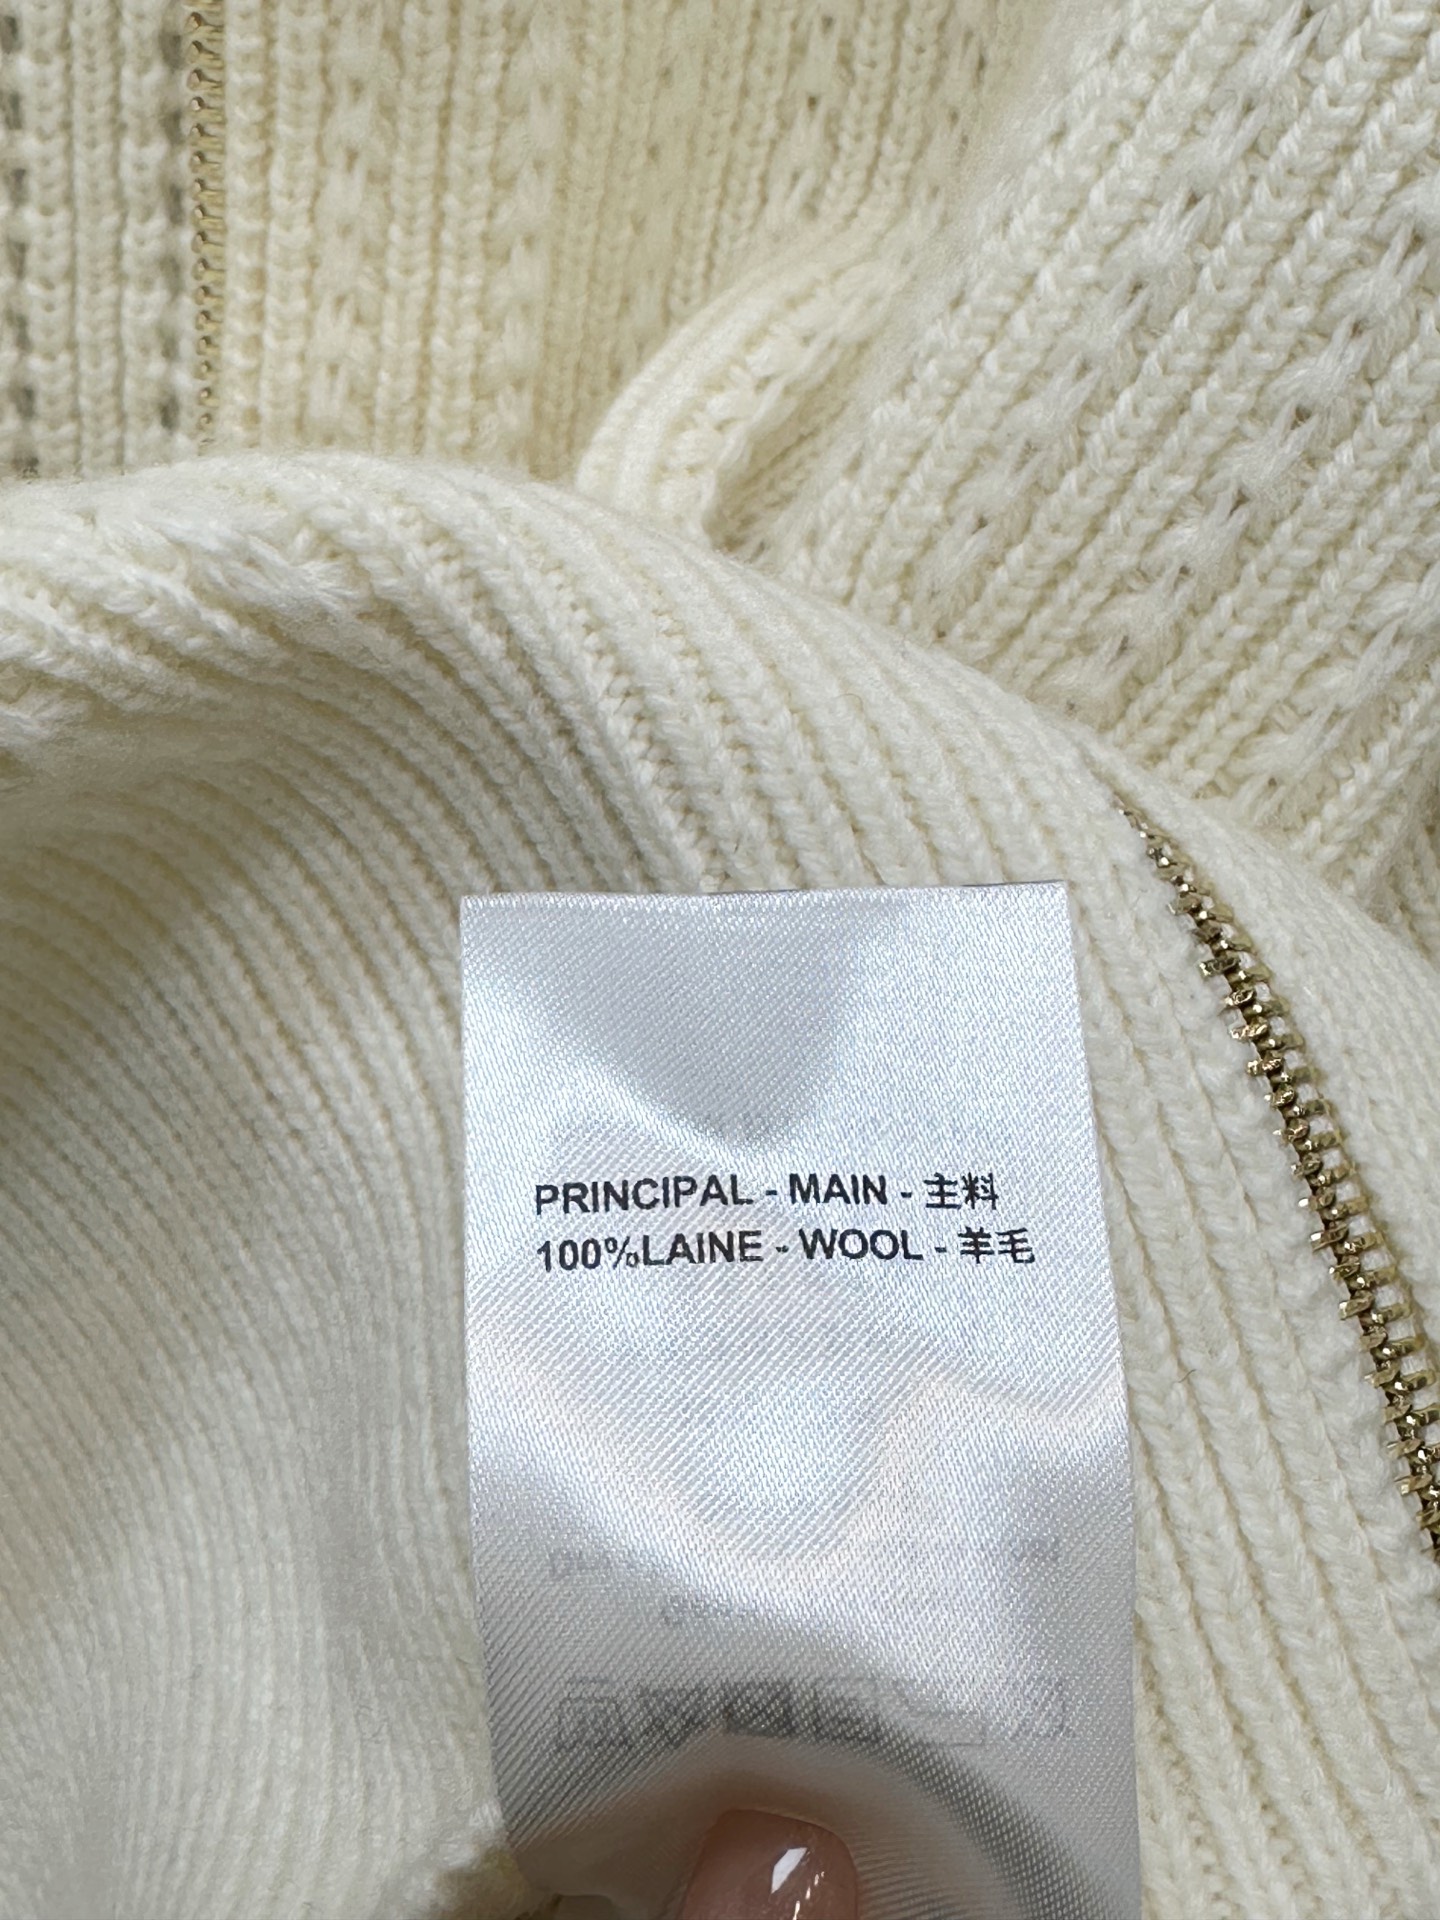 PRINCIPAL - MAIN - 主料
100%LAINE - WOOL - 羊毛